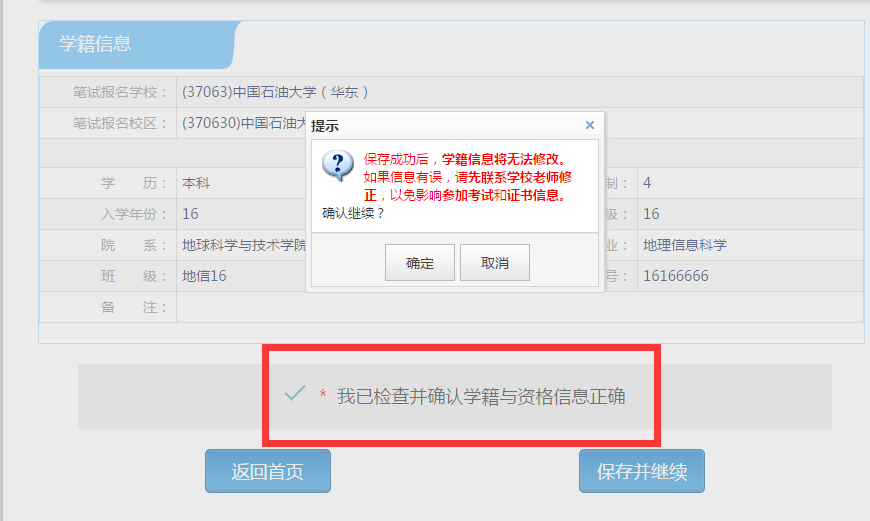 学籍信息
笔试报名学校： (37063)中国石油大学（华东）
笔试报名校区： (370630)中国石油大
提示 ×
保存成功后，学籍信息将无法修改。
如果信息有误，请先联系学校老师修
正，以免影响参加考试和证书信息。
确认继续？
确定 取消
学 历： 本科 制： 4
入学年份： 16 级： 16
院 系： 地球科学与技术学院 业： 地理信息科学
班 级： 地信16 号： 16166666
备 注：
* 我已检查并确认学籍与资格信息正确
返回首页 保存并继续